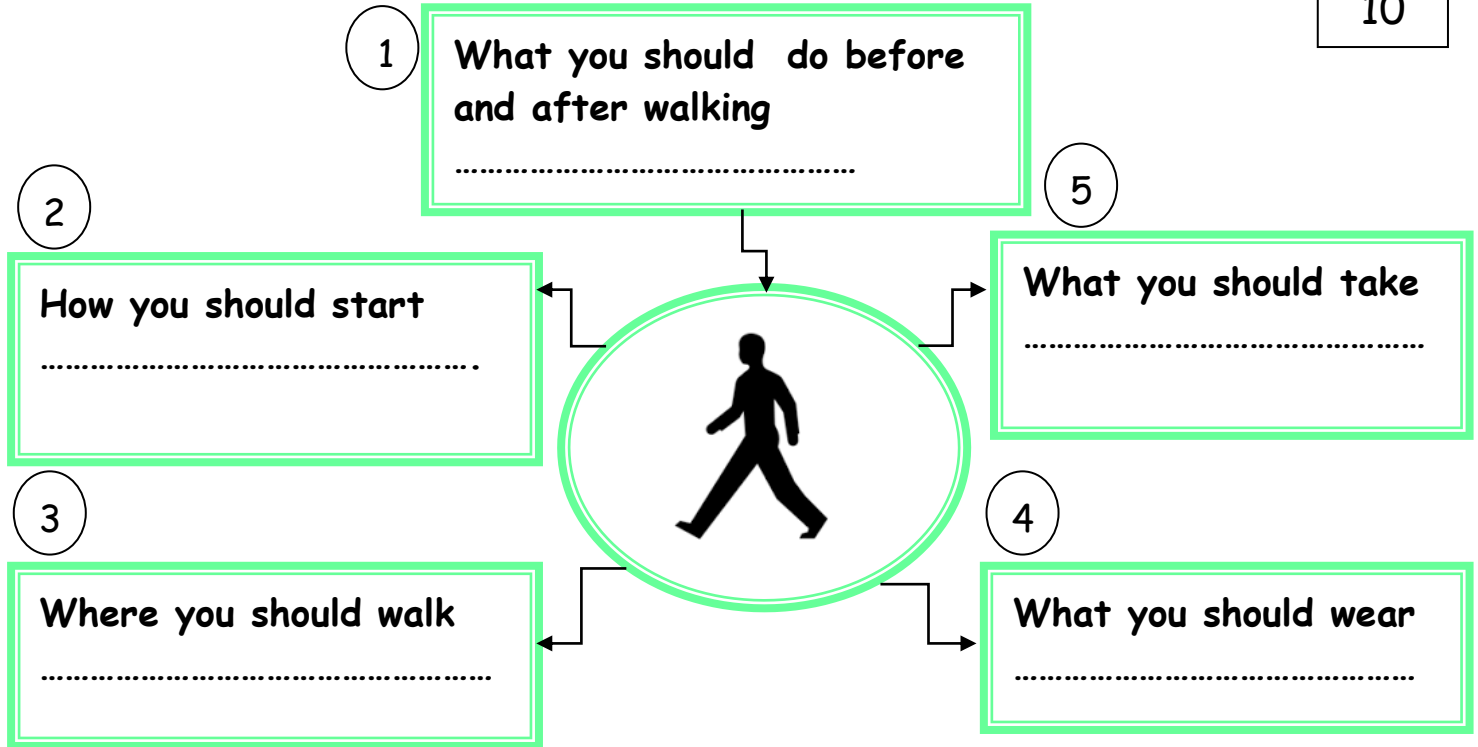 10
1
What you should do before
and after walking
………………………………………
2
How you should start
………………………………………….
3
Where you should walk
……………………………………………
4
What you should wear
………………………………………
5
What you should take
………………………………………